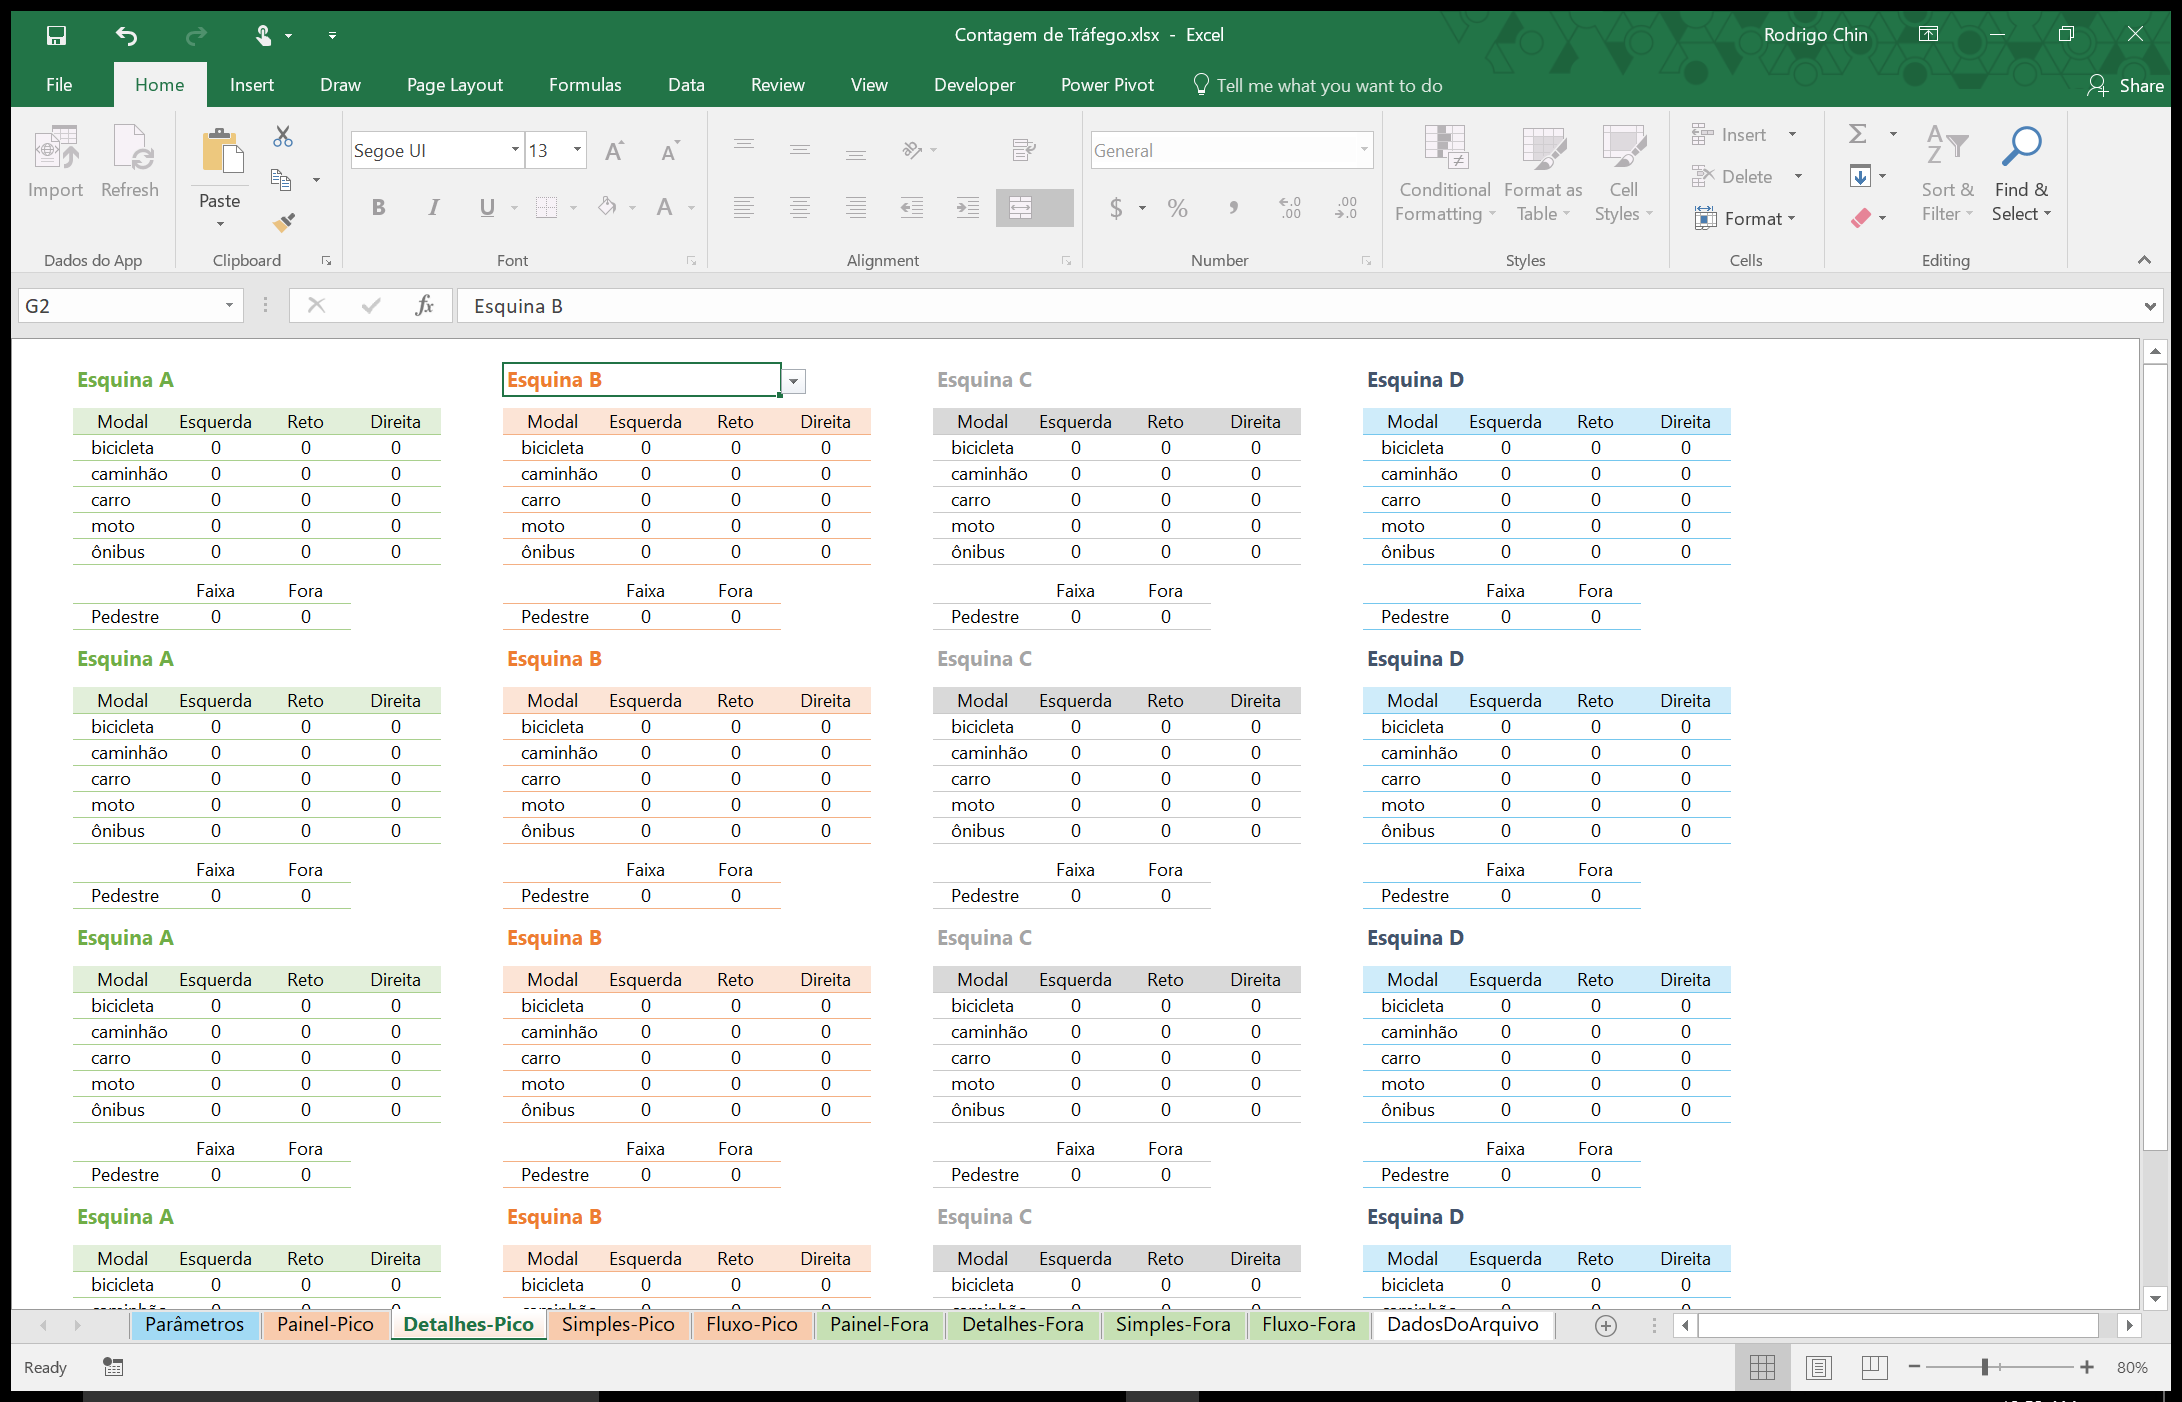 Contagem de Tráfego.xlsx - Excel
Rodrigo Chin
File Home Insert Draw Page Layout Formulas Data Review View Developer Power Pivot Tell me what you want to do Share
Import Refresh
Dados do App
Paste
Clipboard
Segoe UI 13
B I U A
Font
Alignment
General
$ % , ←.0 .00 .00 →.0
Number
Conditional Formatting Format as Table Cell Styles
Styles
Insert
Delete
Format
Cells
Sort & Filter Find & Select
Editing
G2 fx Esquina B
Esquina A Esquina B Esquina C Esquina D
Modal Esquerda Reto Direita Modal Esquerda Reto Direita Modal Esquerda Reto Direita Modal Esquerda Reto Direita
bicicleta 0 0 0 bicicleta 0 0 0 bicicleta 0 0 0 bicicleta 0 0 0
caminhão 0 0 0 caminhão 0 0 0 caminhão 0 0 0 caminhão 0 0 0
carro 0 0 0 carro 0 0 0 carro 0 0 0 carro 0 0 0
moto 0 0 0 moto 0 0 0 moto 0 0 0 moto 0 0 0
ônibus 0 0 0 ônibus 0 0 0 ônibus 0 0 0 ônibus 0 0 0
Faixa Fora Faixa Fora Faixa Fora Faixa Fora
Pedestre 0 0 Pedestre 0 0 Pedestre 0 0 Pedestre 0 0
Esquina A Esquina B Esquina C Esquina D
Modal Esquerda Reto Direita Modal Esquerda Reto Direita Modal Esquerda Reto Direita Modal Esquerda Reto Direita
bicicleta 0 0 0 bicicleta 0 0 0 bicicleta 0 0 0 bicicleta 0 0 0
caminhão 0 0 0 caminhão 0 0 0 caminhão 0 0 0 caminhão 0 0 0
carro 0 0 0 carro 0 0 0 carro 0 0 0 carro 0 0 0
moto 0 0 0 moto 0 0 0 moto 0 0 0 moto 0 0 0
ônibus 0 0 0 ônibus 0 0 0 ônibus 0 0 0 ônibus 0 0 0
Faixa Fora Faixa Fora Faixa Fora Faixa Fora
Pedestre 0 0 Pedestre 0 0 Pedestre 0 0 Pedestre 0 0
Esquina A Esquina B Esquina C Esquina D
Modal Esquerda Reto Direita Modal Esquerda Reto Direita Modal Esquerda Reto Direita Modal Esquerda Reto Direita
bicicleta 0 0 0 bicicleta 0 0 0 bicicleta 0 0 0 bicicleta 0 0 0
caminhão 0 0 0 caminhão 0 0 0 caminhão 0 0 0 caminhão 0 0 0
carro 0 0 0 carro 0 0 0 carro 0 0 0 carro 0 0 0
moto 0 0 0 moto 0 0 0 moto 0 0 0 moto 0 0 0
ônibus 0 0 0 ônibus 0 0 0 ônibus 0 0 0 ônibus 0 0 0
Faixa Fora Faixa Fora Faixa Fora Faixa Fora
Pedestre 0 0 Pedestre 0 0 Pedestre 0 0 Pedestre 0 0
Esquina A Esquina B Esquina C Esquina D
Modal Esquerda Reto Direita Modal Esquerda Reto Direita Modal Esquerda Reto Direita Modal Esquerda Reto Direita
bicicleta 0 0 0 bicicleta 0 0 0 bicicleta 0 0 0 bicicleta 0 0 0
Parâmetros Painel-Pico Detalhes-Pico Simples-Pico Fluxo-Pico Painel-Fora Detalhes-Fora Simples-Fora Fluxo-Fora DadosDoArquivo
Ready 80%